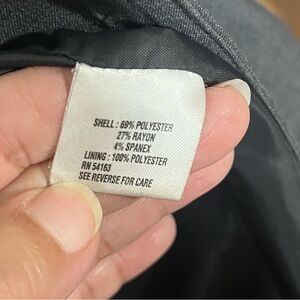 SHELL : 69% POLYESTER
27% RAYON
4% SPANEX
LINING : 100% POLYESTER
RN 54163
SEE REVERSE FOR CARE